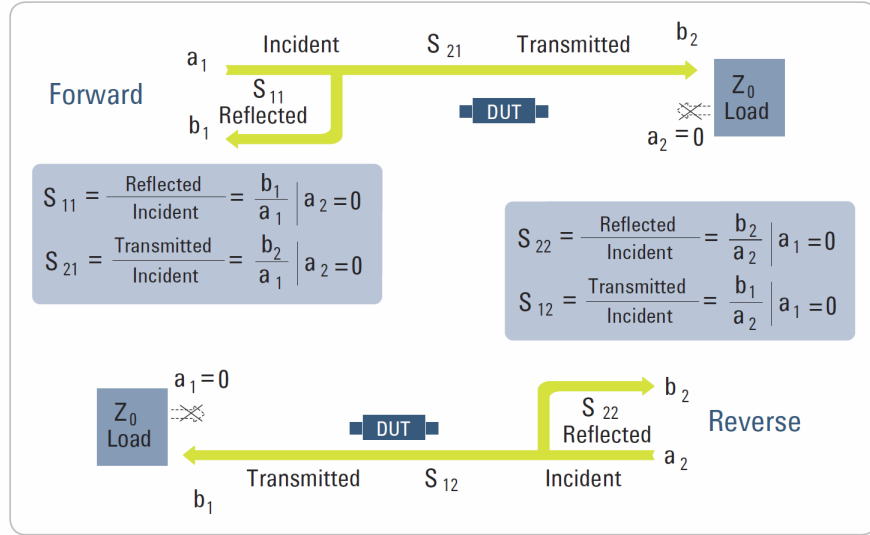 a1 Incident S21 Transmitted b2
Forward
S11
Reflected
b1
DUT
Z0
Load
a2 = 0
S11 = Reflected / Incident = b1 / a1 | a2 = 0
S21 = Transmitted / Incident = b2 / a1 | a2 = 0
S22 = Reflected / Incident = b2 / a2 | a1 = 0
S12 = Transmitted / Incident = b1 / a2 | a1 = 0
a1 = 0
Z0
Load
DUT
b2
S22
Reflected
Reverse
a2
b1 Transmitted S12 Incident